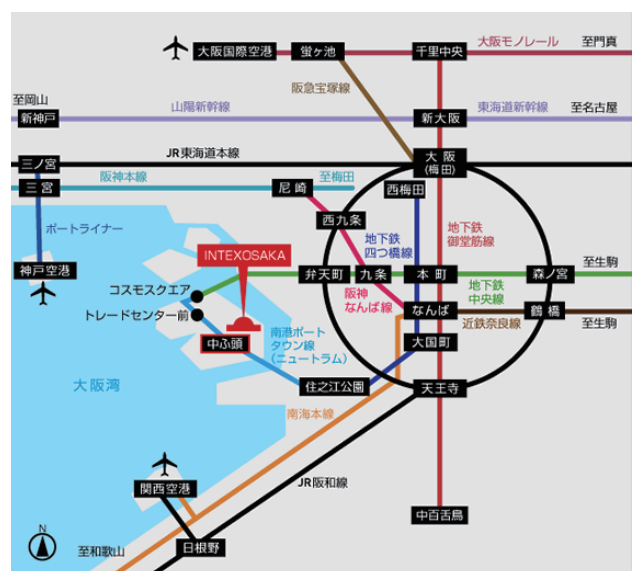 大阪モノレール
至門真
大阪国際空港
蛍ヶ池
千里中央
阪急宝塚線
至岡山
山陽新幹線
東海道新幹線
新神戸
新大阪
至名古屋
JR東海道本線
三ノ宮
大阪
(梅田)
阪神本線
至梅田
三宮
尼崎
西梅田
ポートライナー
西九条
地下鉄
四つ橋線
地下鉄
御堂筋線
INTEXOSAKA
神戸空港
弁天町
九条
本町
森ノ宮
至生駒
コスモスクエア
阪神
なんば線
地下鉄
中央線
トレードセンター前
なんば
鶴橋
近鉄奈良線
至生駒
中ふ頭
南港ポート
タウン線
(ニュートラム)
大国町
大阪湾
住之江公園
天王寺
南海本線
JR阪和線
関西空港
中百舌鳥
N
至和歌山
日根野